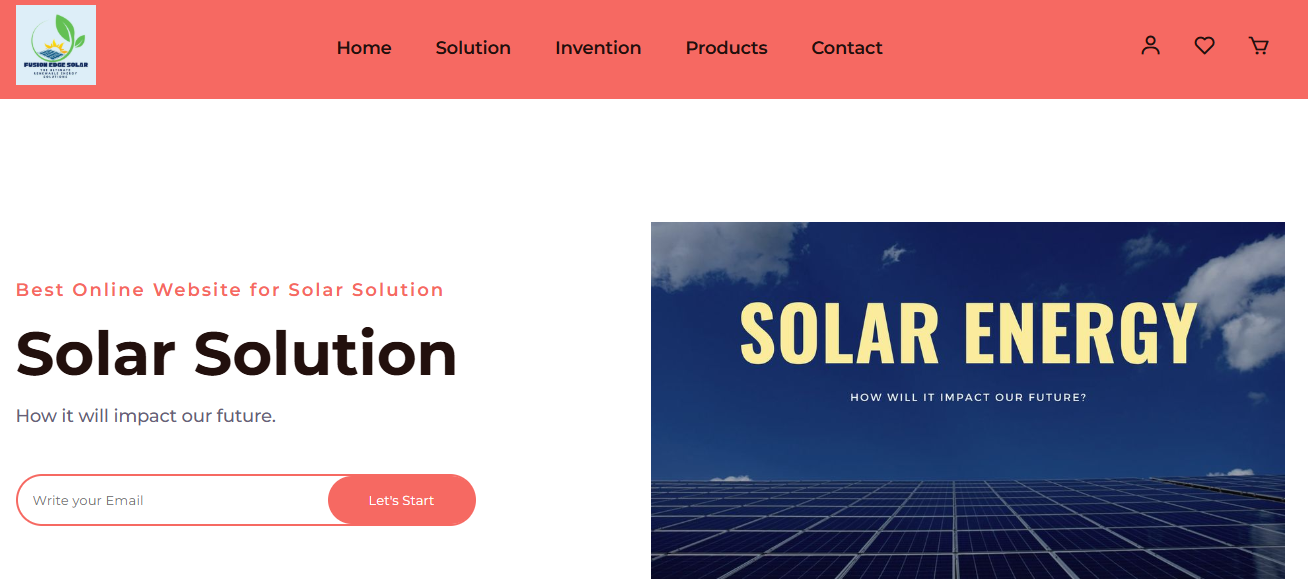 FUSION EDGE SOLAR
THE ULTIMATE
RENEWABLE ENERGY
SOLUTIONS
Home Solution Invention Products Contact
Best Online Website for Solar Solution
Solar Solution
How it will impact our future.
Write your Email Let's Start
SOLAR ENERGY
HOW WILL IT IMPACT OUR FUTURE?